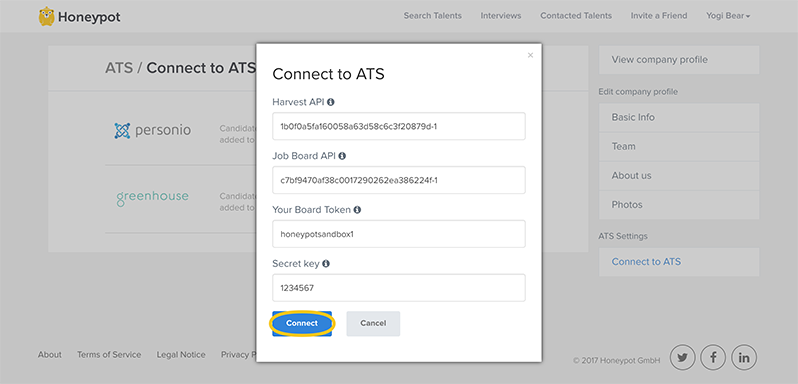 Honeypot
Search Talents Interviews Contacted Talents Invite a Friend Yogi Bear
ATS / Connect to ATS
personio
Candida
added to
greenhouse
Candida
added to
×
Connect to ATS
Harvest API
1b0f0a5fa160058a63d58c6c3f20879d-1
Job Board API
c7bf9470af38c0017290262ea386224f-1
Your Board Token
honeypotsandbox1
Secret key
1234567
Connect Cancel
View company profile
Edit company profile
Basic Info
Team
About us
Photos
ATS Settings
Connect to ATS
About Terms of Service Legal Notice Privacy P
© 2017 Honeypot GmbH